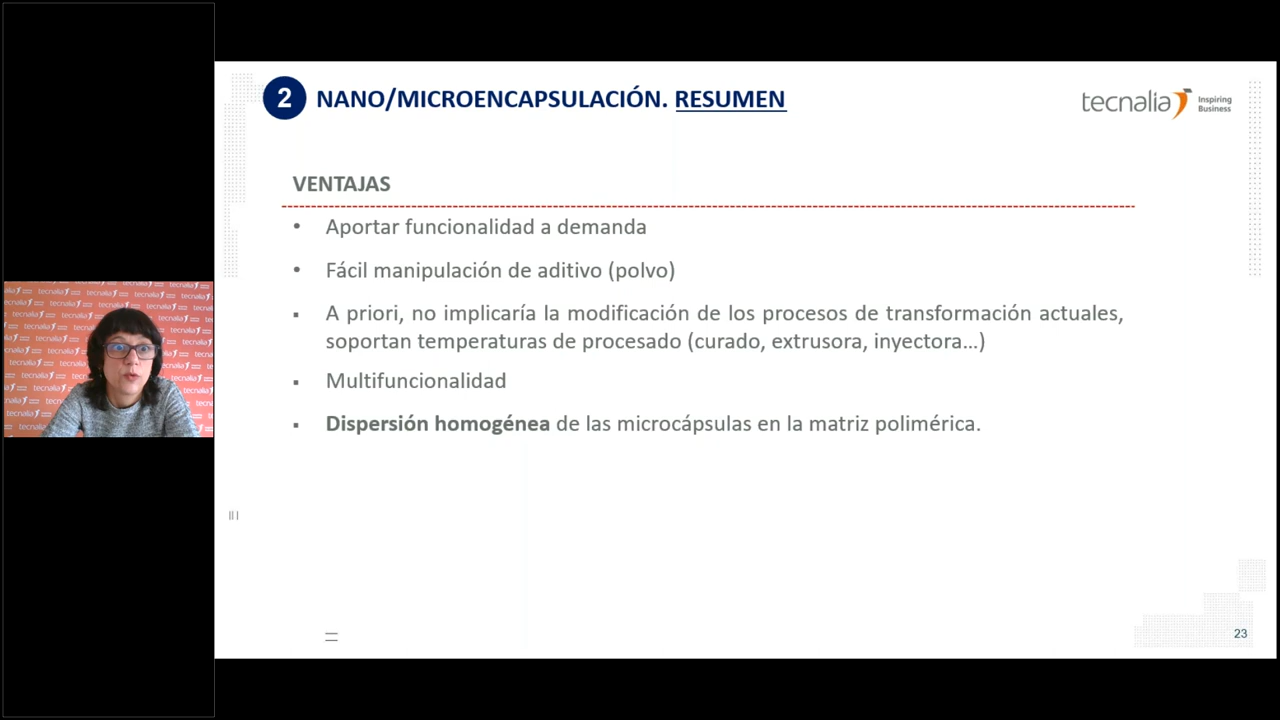 2
NANO/MICROENCAPSULACIÓN. RESUMEN
tecnalia
Inspiring
Business
VENTAJAS
• Aportar funcionalidad a demanda
• Fácil manipulación de aditivo (polvo)
▪ A priori, no implicaría la modificación de los procesos de transformación actuales,
soportan temperaturas de procesado (curado, extrusora, inyectora…)
▪ Multifuncionalidad
▪ Dispersión homogénea de las microcápsulas en la matriz polimérica.
23